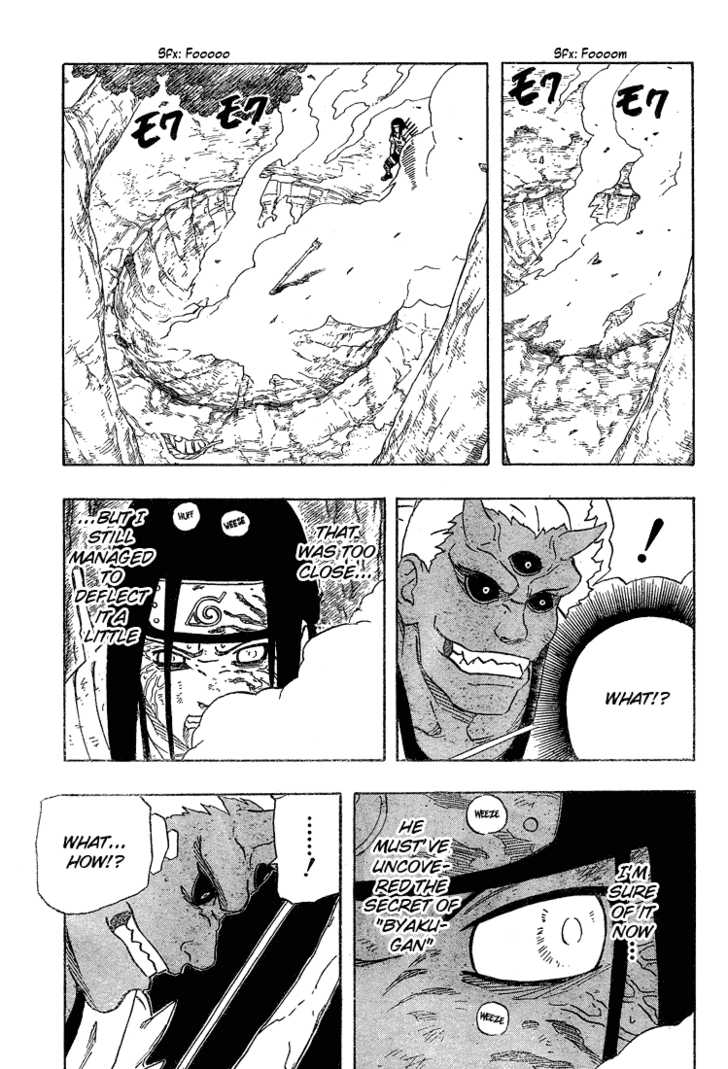 Sfx: Foooom
モワ
モワ
Sfx: Fooooo
モワ
モワ
!
WHAT!?
THAT
WAS TOO
CLOSE...
HUFF
WEEZE
...BUT I
STILL
MANAGED
TO
DEFLECT
IT A
LITTLE
I'M
SURE
OF IT
NOW
...
WEEZE
HE
MUST'VE
UNCOVE-
RED THE
SECRET OF
"BYAKU-
GAN"
WEEZE
......!
WHAT...
HOW!?